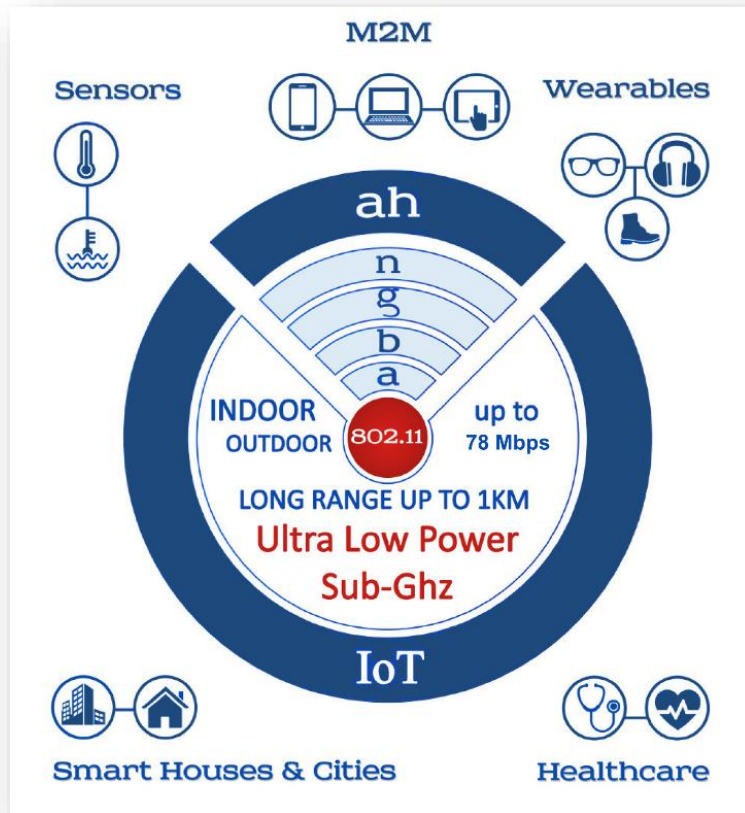 M2M
Sensors
Wearables
ah
n
g
b
a
802.11
INDOOR
OUTDOOR
up to
78 Mbps
LONG RANGE UP TO 1KM
Ultra Low Power
Sub-Ghz
IoT
Smart Houses & Cities
Healthcare